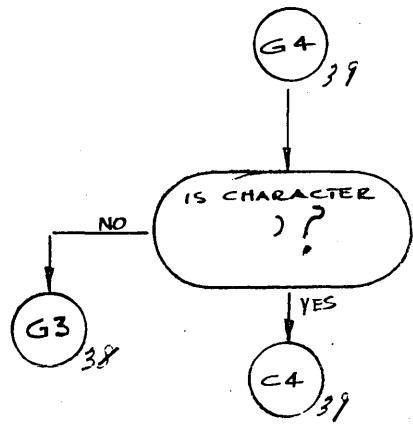 G4
39
IS CHARACTER
) ?
NO
YES
G3
38
C4
39